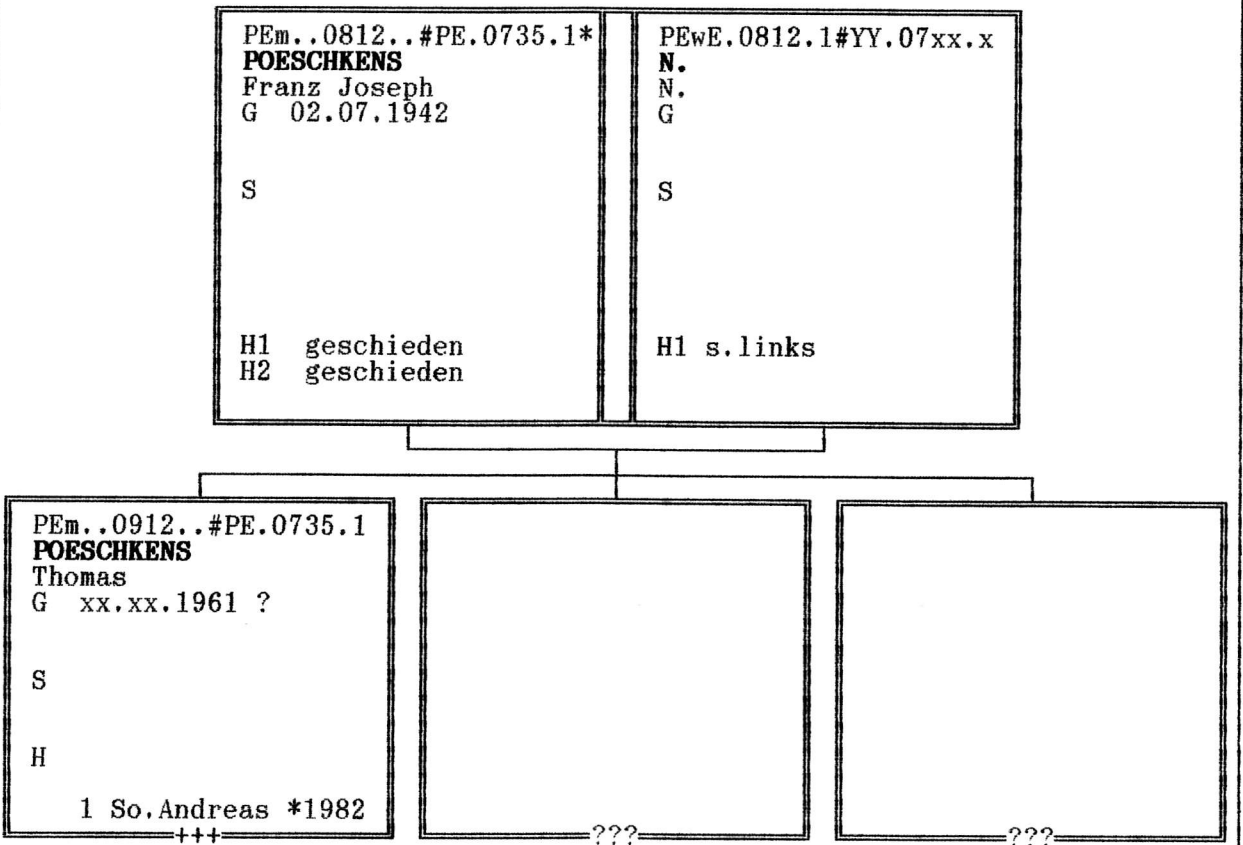 PEm..0812..#PE.0735.1*
POESCHKENS
Franz Joseph
G 02.07.1942
S
H1 geschieden
H2 geschieden
PEwE.0812.1#YY.07xx.x
N.
N.
G
S
H1 s.links
PEm..0912..#PE.0735.1
POESCHKENS
Thomas
G xx.xx.1961 ?
S
H
1 So.Andreas *1982
+++
???
???